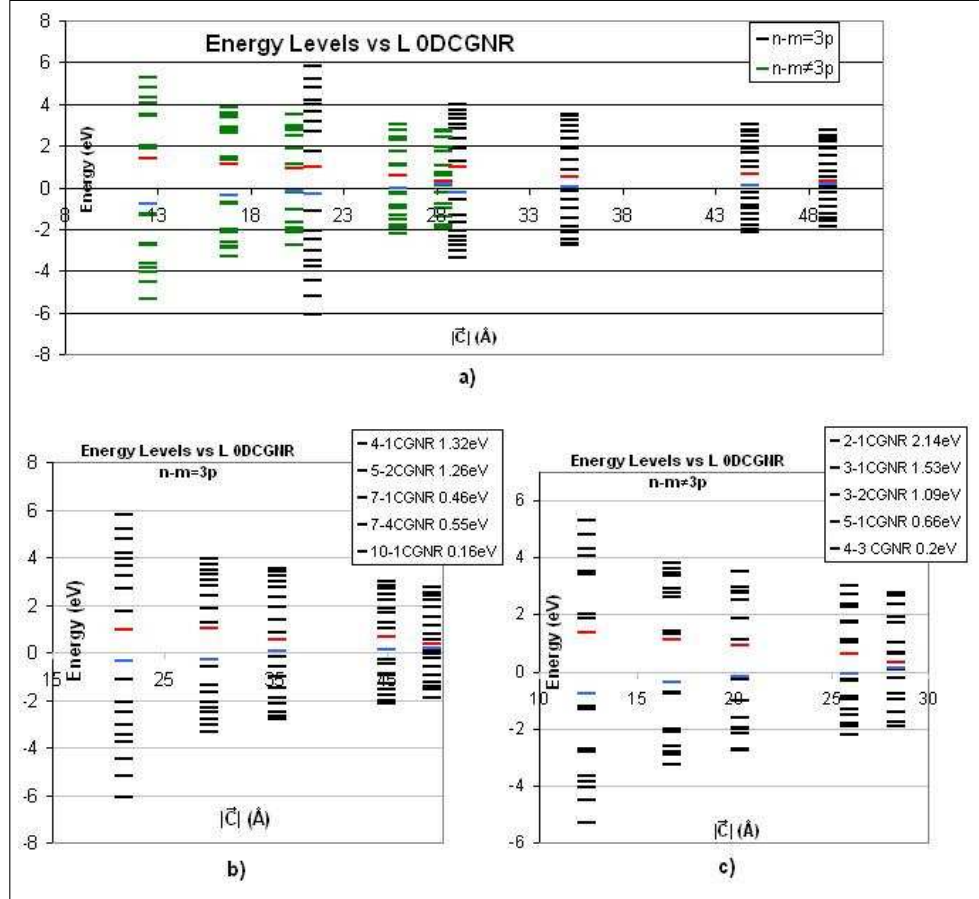 Energy Levels vs L 0DCGNR
n-m=3p
n-m≠3p
8
6
4
2
0
-2
-4
-6
-8
8
13
18
23
28
33
38
43
48
Energy (eV)
|C⃗| (Å)
a)
Energy Levels vs L 0DCGNR
n-m=3p
4-1CGNR 1.32eV
5-2CGNR 1.26eV
7-1CGNR 0.46eV
7-4CGNR 0.55eV
10-1CGNR 0.16eV
8
6
4
2
0
-2
-4
-6
-8
15
25
35
45
Energy (eV)
|C⃗| (Å)
b)
Energy Levels vs L 0DCGNR
n-m≠3p
2-1CGNR 2.14eV
3-1CGNR 1.53eV
3-2CGNR 1.09eV
5-1CGNR 0.66eV
4-3 CGNR 0.2eV
6
4
2
0
-2
-4
-6
10
15
20
25
30
Energy (eV)
|C⃗| (Å)
c)